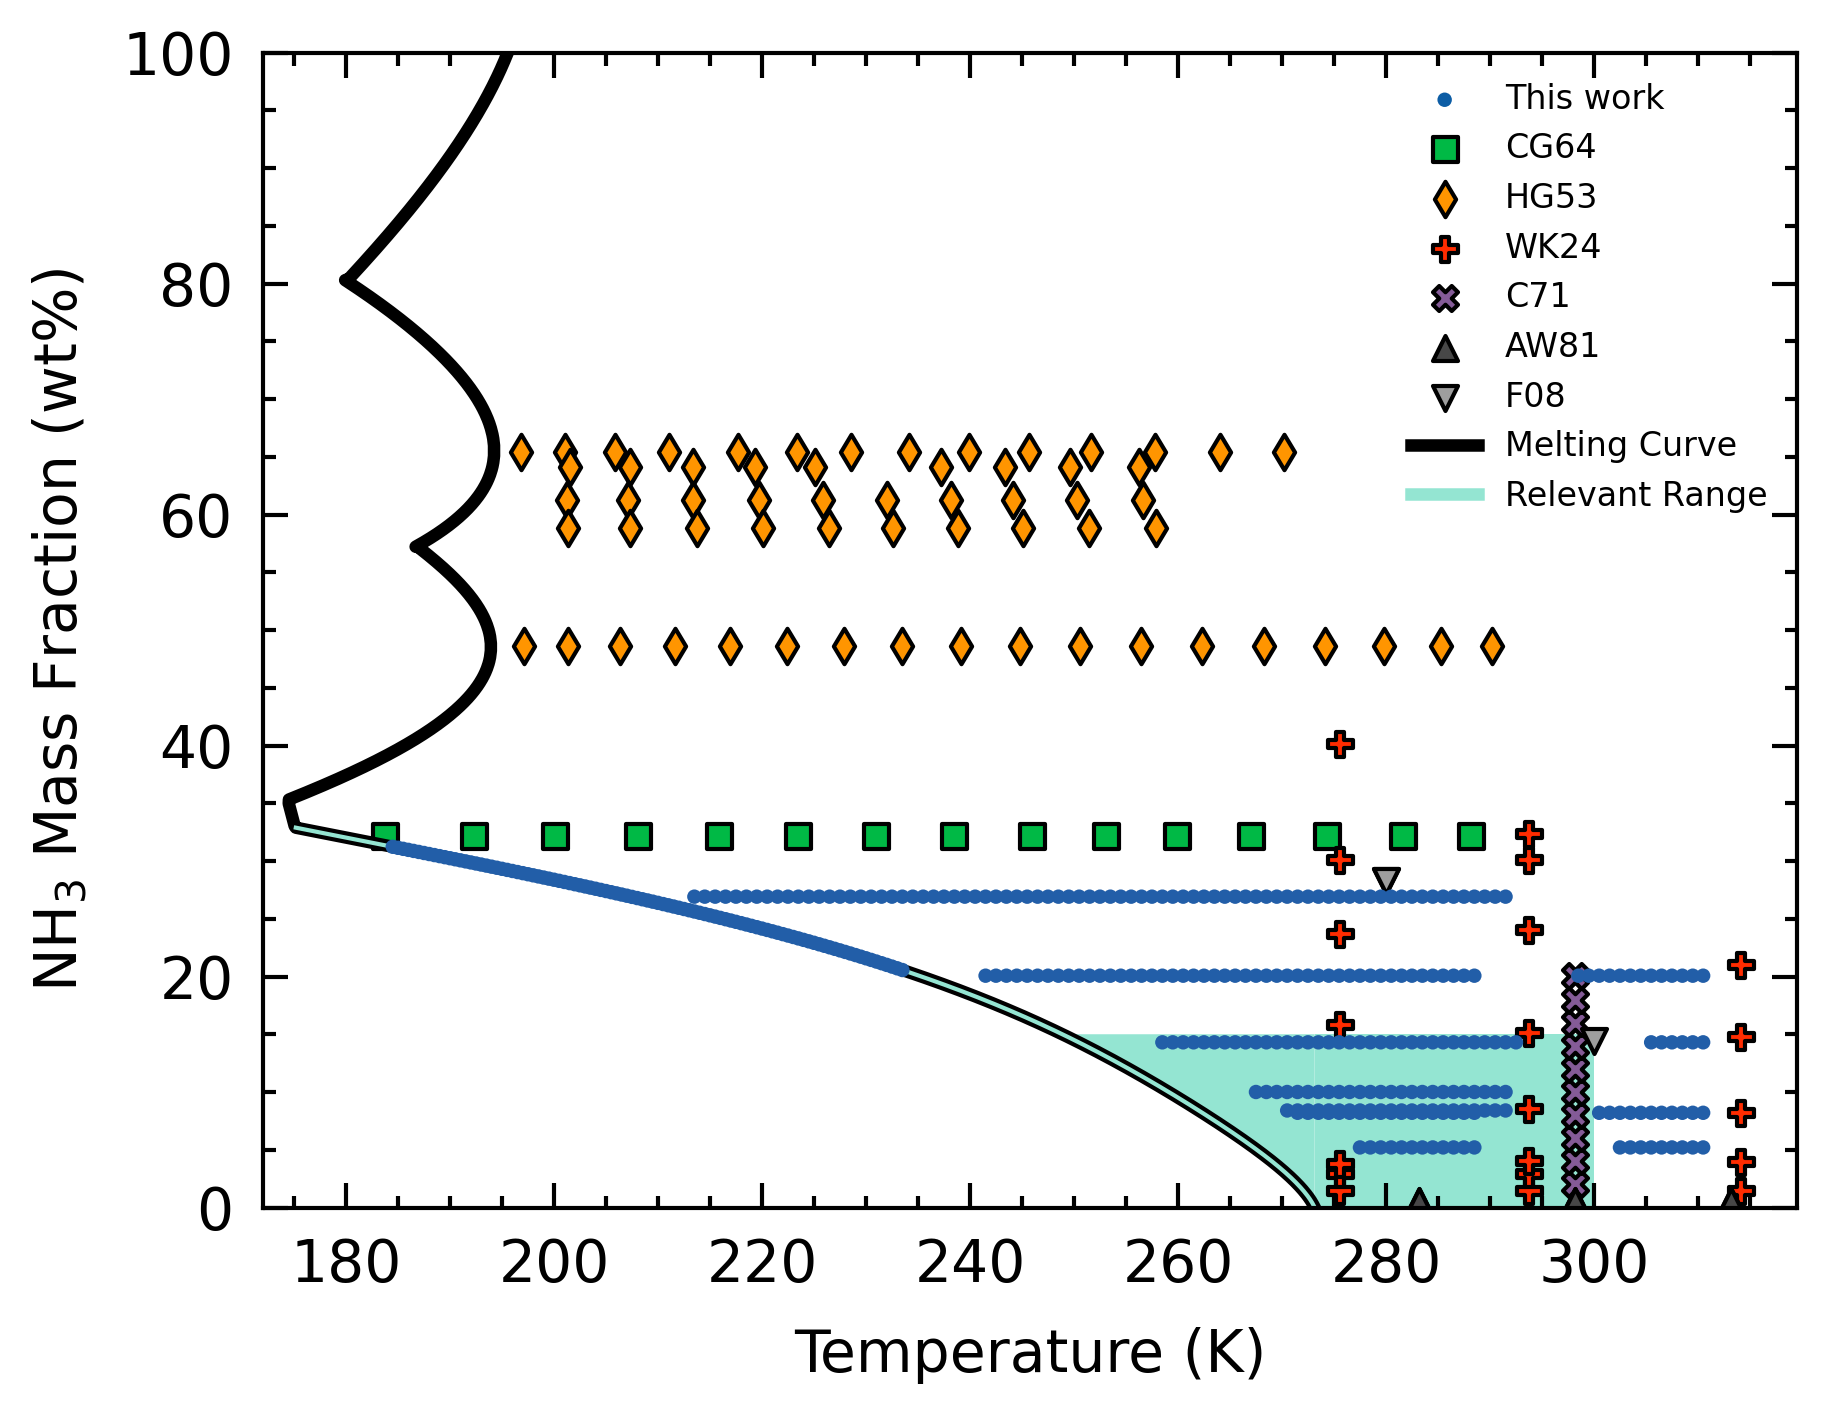 100
80
60
40
20
0
NH₃ Mass Fraction (wt%)
This work
CG64
HG53
WK24
C71
AW81
F08
Melting Curve
Relevant Range
180 200 220 240 260 280 300
Temperature (K)